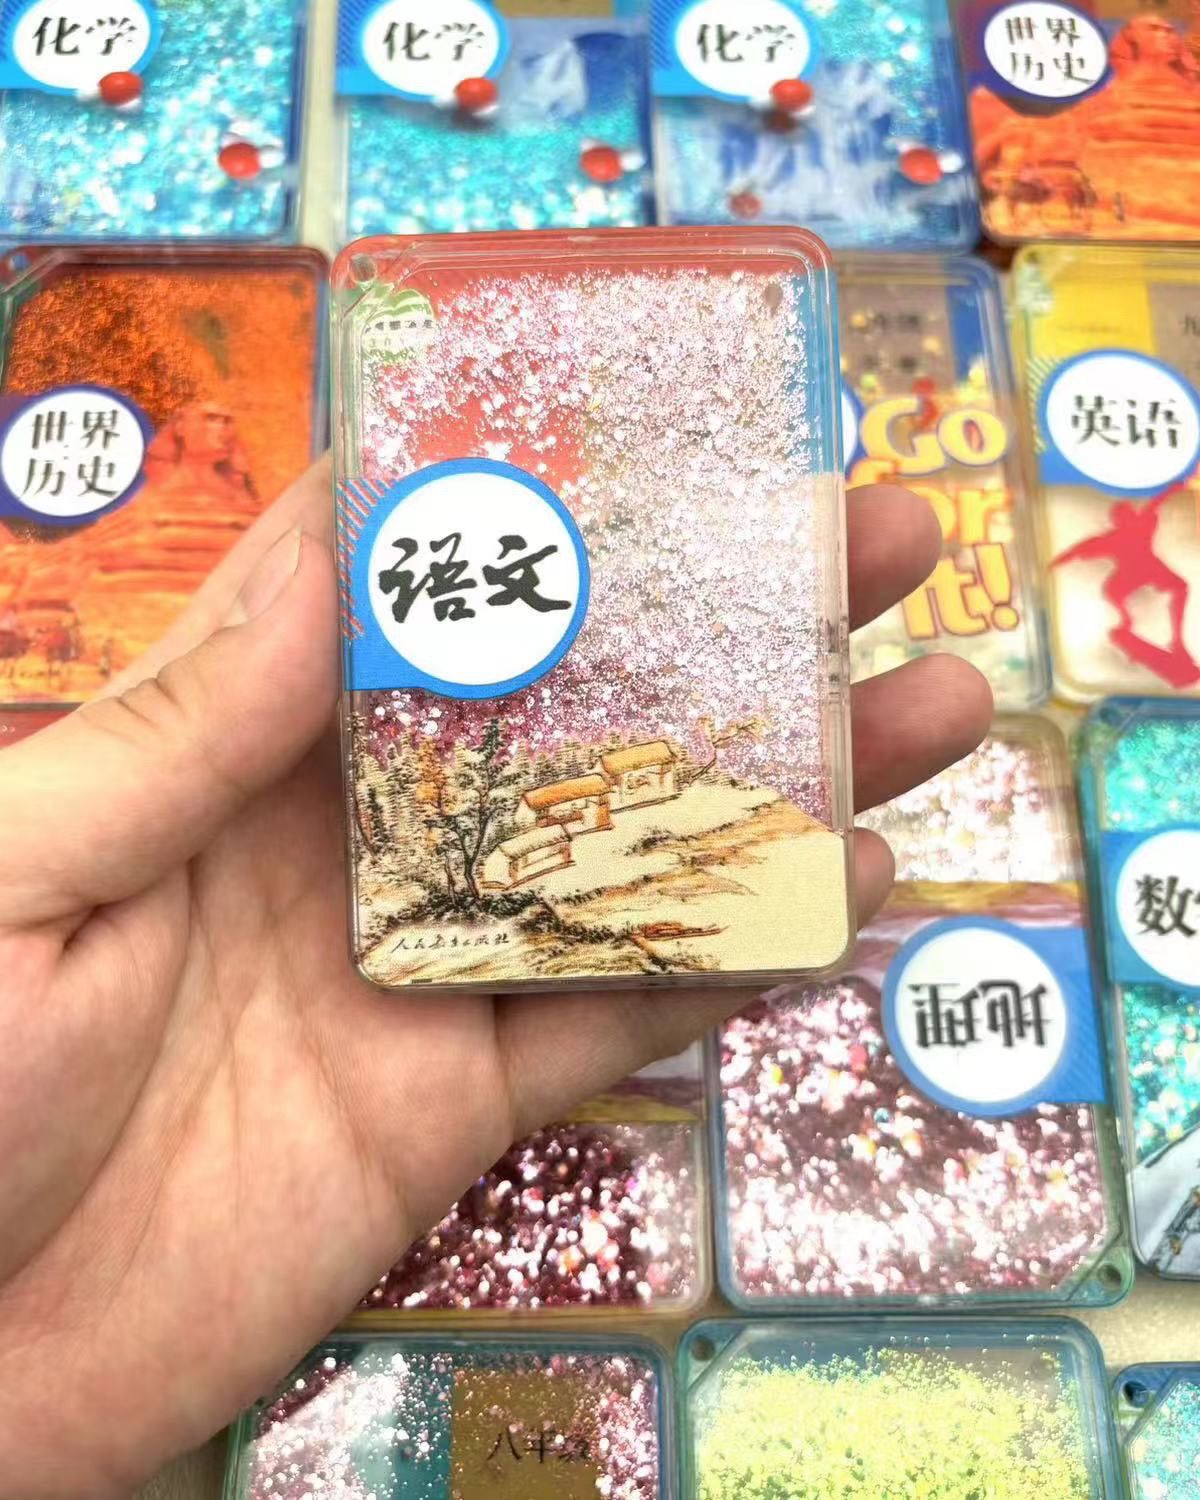 化学
化学
化学
世界
历史
世界
历史
语文
人民教育出版社
Go
for
it!
英语
地理
数
八年级